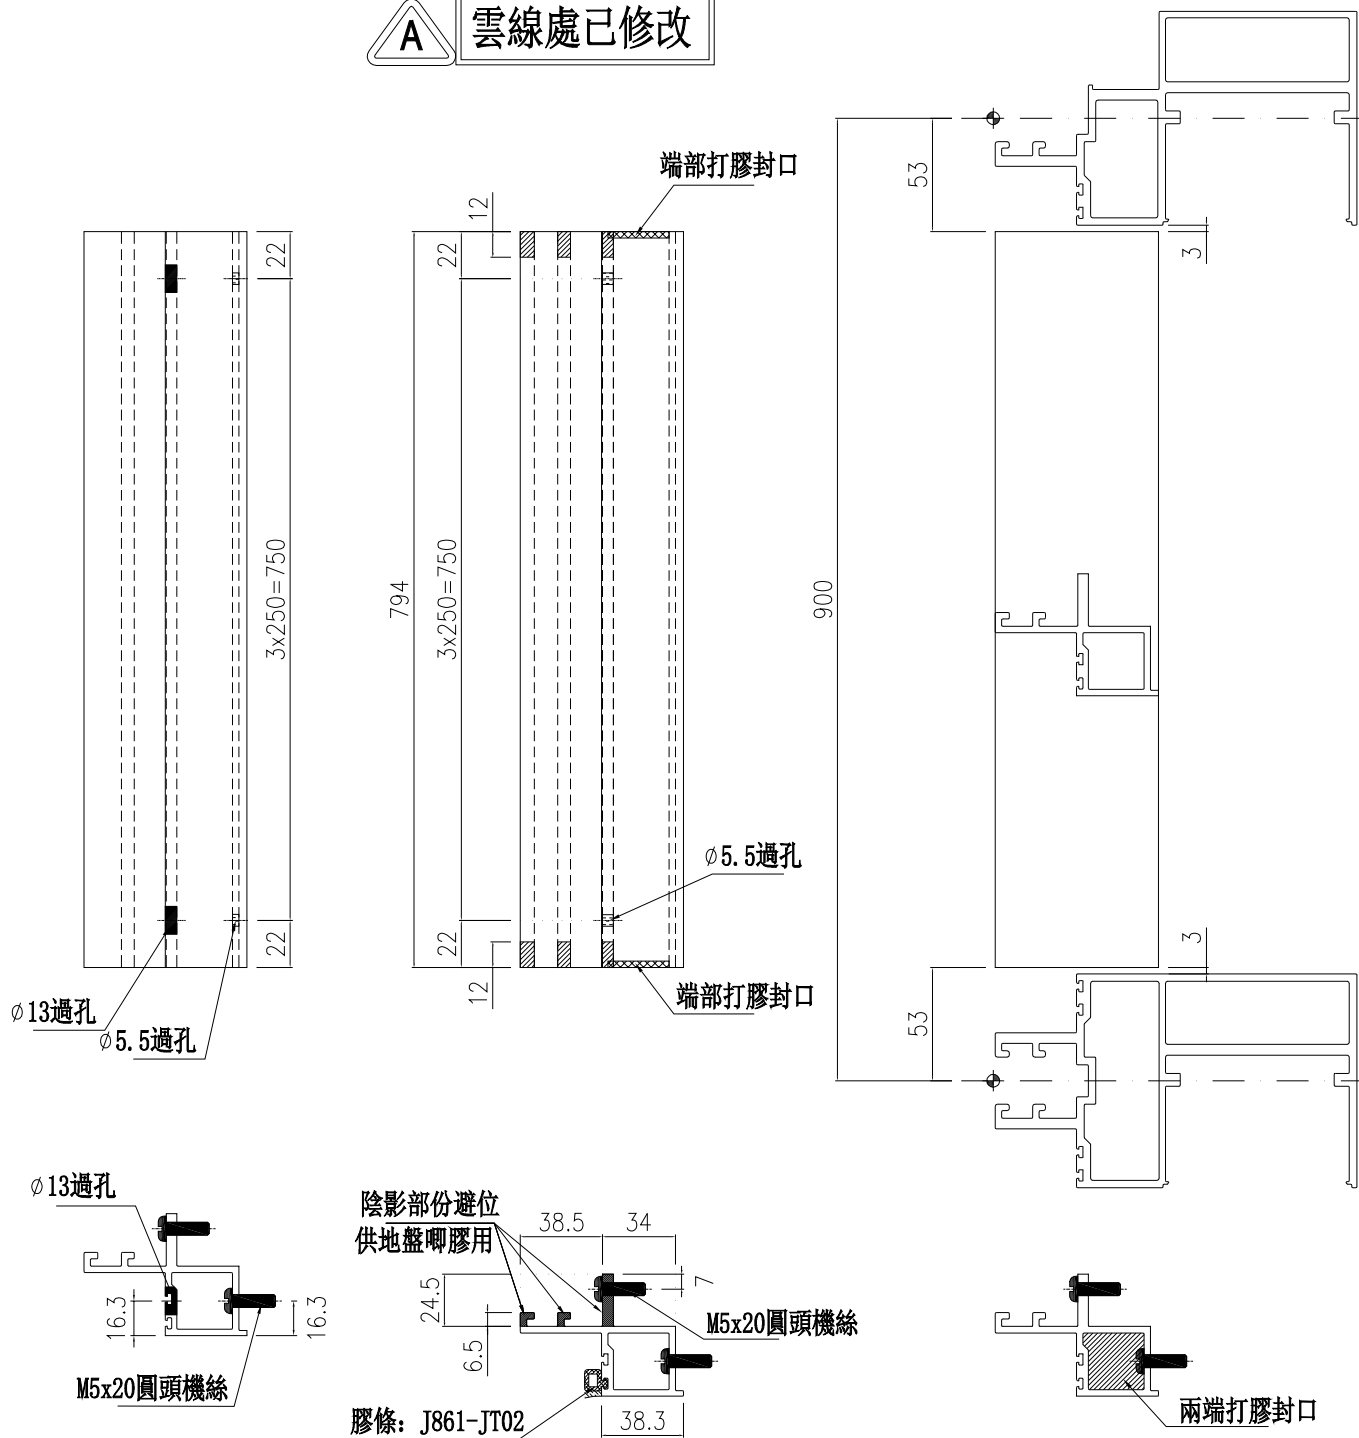 A
雲線處已修改
端部打膠封口
12
22
22
53
3
3x250=750
794
3x250=750
900
ø5.5過孔
22
22
12
3
53
端部打膠封口
ø13過孔
ø5.5過孔
ø13過孔
陰影部份避位
供地盤唧膠用
38.5
34
24.5
7
6.5
16.3
16.3
M5x20圓頭機絲
M5x20圓頭機絲
膠條：J861-JT02
38.3
兩端打膠封口